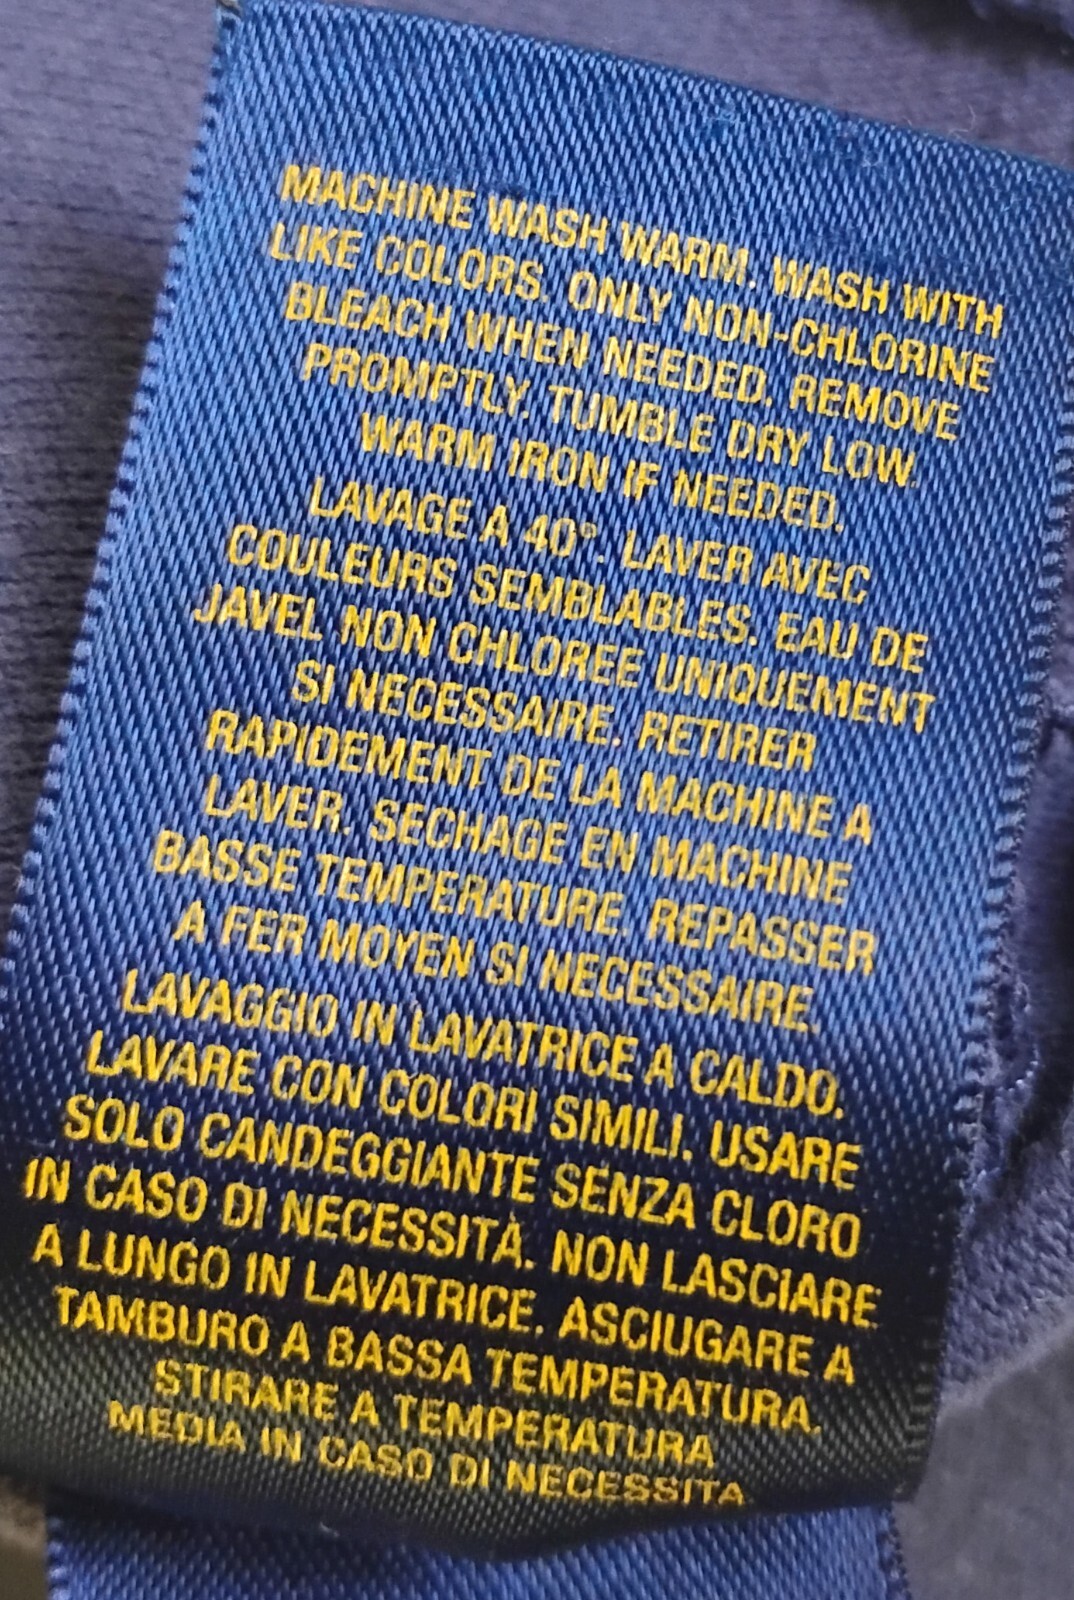 MACHINE WASH WARM. WASH WITH
LIKE COLORS. ONLY NON-CHLORINE
BLEACH WHEN NEEDED. REMOVE
PROMPTLY. TUMBLE DRY LOW.
WARM IRON IF NEEDED.
LAVAGE A 40°. LAVER AVEC
COULEURS SEMBLABLES. EAU DE
JAVEL NON CHLOREE UNIQUEMENT
SI NECESSAIRE. RETIRER
RAPIDEMENT DE LA MACHINE A
LAVER. SECHAGE EN MACHINE
BASSE TEMPERATURE. REPASSER
A FER MOYEN SI NECESSAIRE.
LAVAGGIO IN LAVATRICE A CALDO.
LAVARE CON COLORI SIMILI. USARE
SOLO CANDEGGIANTE SENZA CLORO
IN CASO DI NECESSITÀ. NON LASCIARE
A LUNGO IN LAVATRICE. ASCIUGARE A
TAMBURO A BASSA TEMPERATURA.
STIRARE A TEMPERATURA
MEDIA IN CASO DI NECESSITA